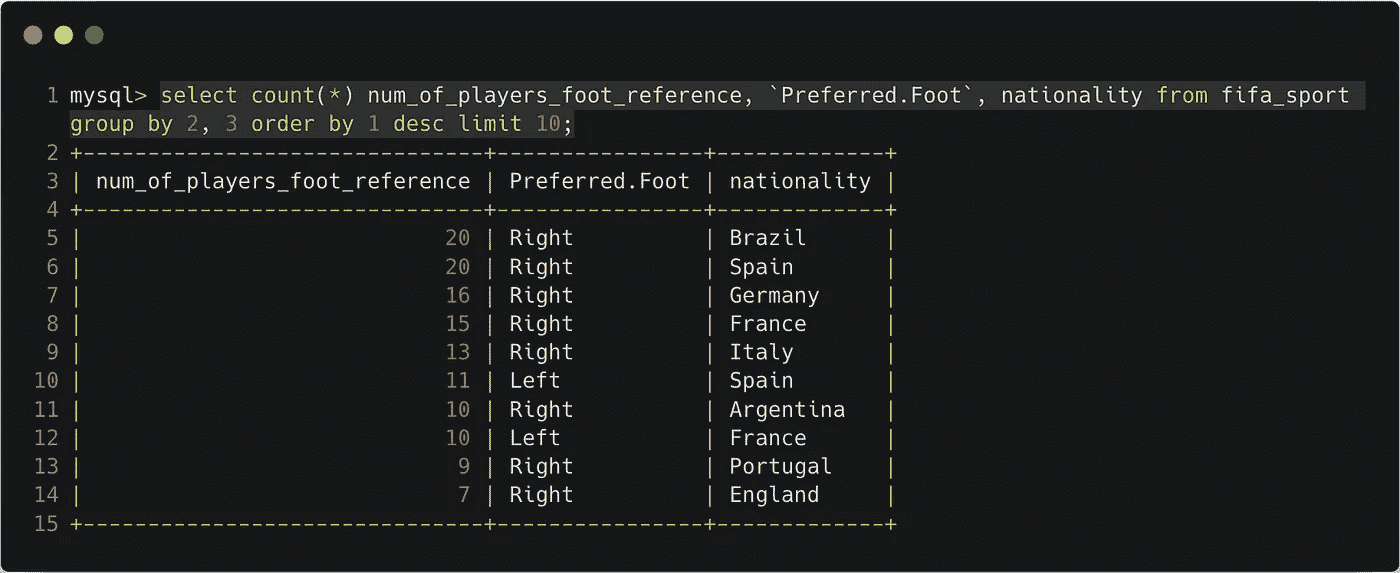 1 mysql> select count(*) num_of_players_foot_reference, `Preferred.Foot`, nationality from fifa_sport
group by 2, 3 order by 1 desc limit 10;
2 +-------------------------------+----------------+-------------+
3 | num_of_players_foot_reference | Preferred.Foot | nationality |
4 +-------------------------------+----------------+-------------+
5 |                            20 | Right          | Brazil      |
6 |                            20 | Right          | Spain       |
7 |                            16 | Right          | Germany     |
8 |                            15 | Right          | France      |
9 |                            13 | Right          | Italy       |
10 |                            11 | Left           | Spain       |
11 |                            10 | Right          | Argentina   |
12 |                            10 | Left           | France      |
13 |                             9 | Right          | Portugal    |
14 |                             7 | Right          | England     |
15 +-------------------------------+----------------+-------------+